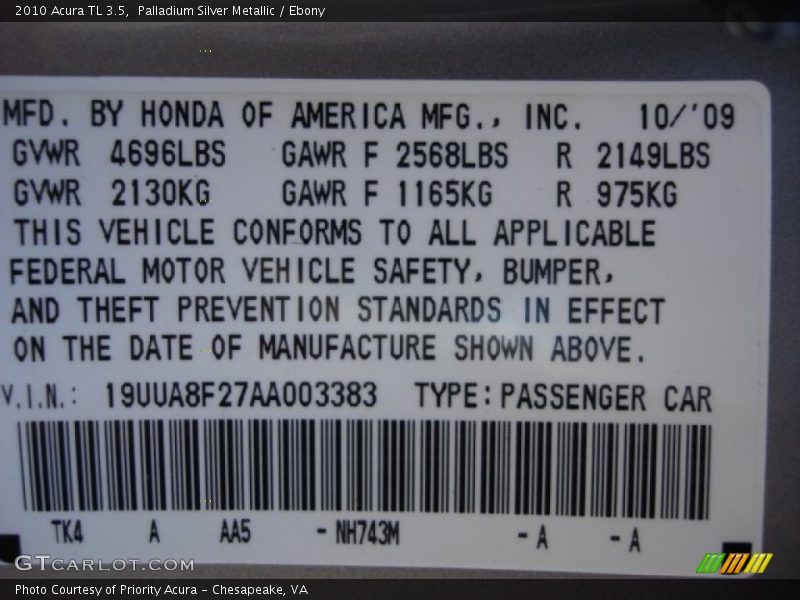 2010 Acura TL 3.5,  Palladium Silver Metallic / Ebony
MFD. BY HONDA OF AMERICA MFG., INC. 10/'09
GVWR 4696LBS GAWR F 2568LBS R 2149LBS
GVWR 2130KG GAWR F 1165KG R 975KG
THIS VEHICLE CONFORMS TO ALL APPLICABLE
FEDERAL MOTOR VEHICLE SAFETY, BUMPER,
AND THEFT PREVENTION STANDARDS IN EFFECT
ON THE DATE OF MANUFACTURE SHOWN ABOVE.
V.I.N.: 19UUA8F27AA003383 TYPE: PASSENGER CAR
TK4 A AA5 - NH743M - A - A
GTCARLOT.COM
Photo Courtesy of Priority Acura – Chesapeake, VA